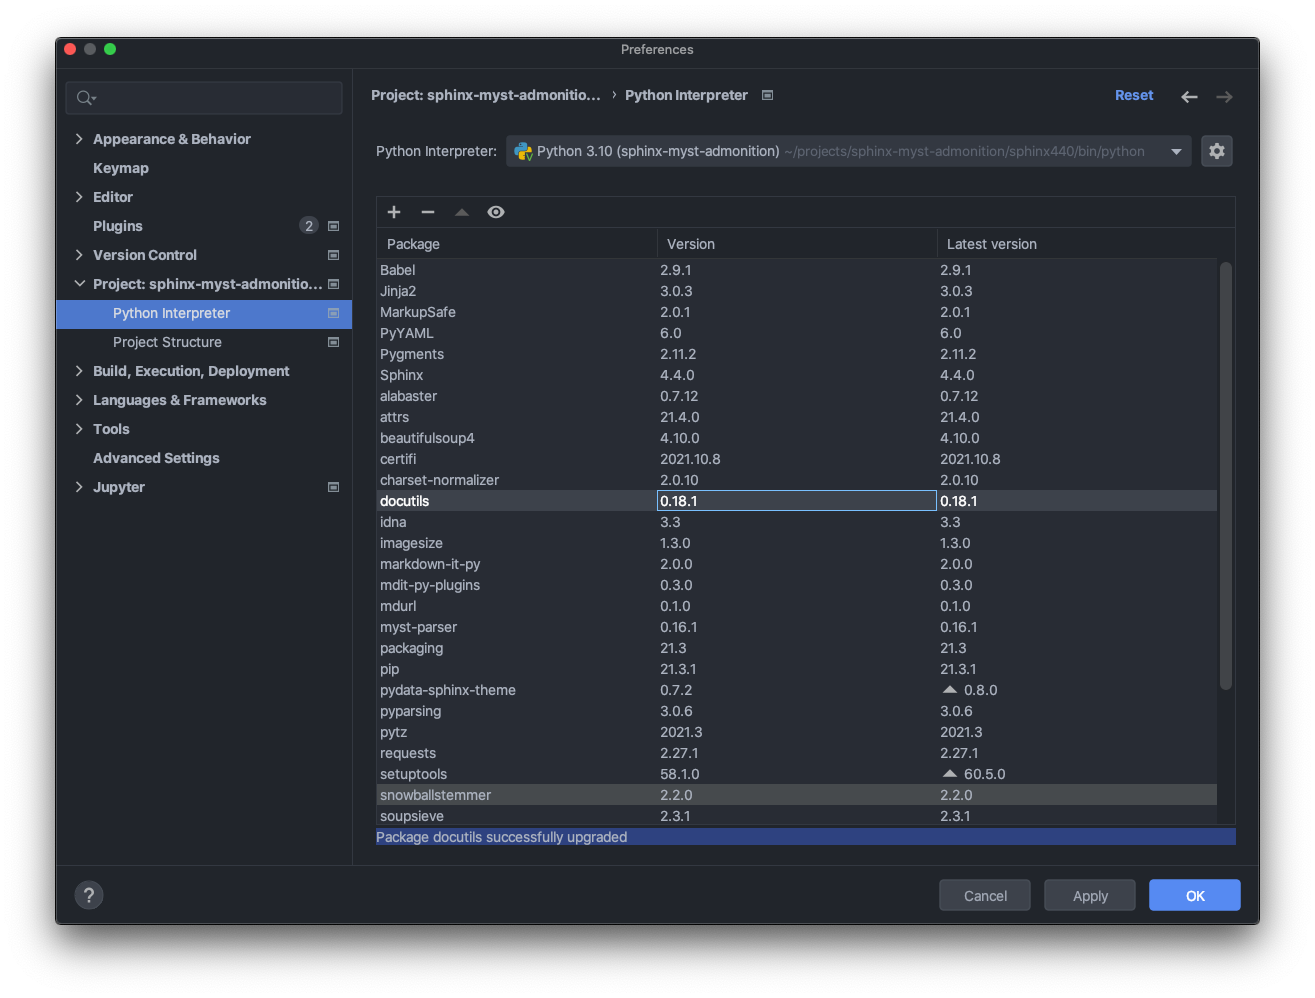 Preferences
Project: sphinx-myst-admonitio... › Python Interpreter Reset
Appearance & Behavior
Keymap
Editor
Plugins 2
Version Control
Project: sphinx-myst-admonitio...
Python Interpreter
Project Structure
Build, Execution, Deployment
Languages & Frameworks
Tools
Advanced Settings
Jupyter
Python Interpreter: Python 3.10 (sphinx-myst-admonition) ~/projects/sphinx-myst-admonition/sphinx440/bin/python
Package Version Latest version
Babel 2.9.1 2.9.1
Jinja2 3.0.3 3.0.3
MarkupSafe 2.0.1 2.0.1
PyYAML 6.0 6.0
Pygments 2.11.2 2.11.2
Sphinx 4.4.0 4.4.0
alabaster 0.7.12 0.7.12
attrs 21.4.0 21.4.0
beautifulsoup4 4.10.0 4.10.0
certifi 2021.10.8 2021.10.8
charset-normalizer 2.0.10 2.0.10
docutils 0.18.1 0.18.1
idna 3.3 3.3
imagesize 1.3.0 1.3.0
markdown-it-py 2.0.0 2.0.0
mdit-py-plugins 0.3.0 0.3.0
mdurl 0.1.0 0.1.0
myst-parser 0.16.1 0.16.1
packaging 21.3 21.3
pip 21.3.1 21.3.1
pydata-sphinx-theme 0.7.2 0.8.0
pyparsing 3.0.6 3.0.6
pytz 2021.3 2021.3
requests 2.27.1 2.27.1
setuptools 58.1.0 60.5.0
snowballstemmer 2.2.0 2.2.0
soupsieve 2.3.1 2.3.1
Package docutils successfully upgraded
? Cancel Apply OK